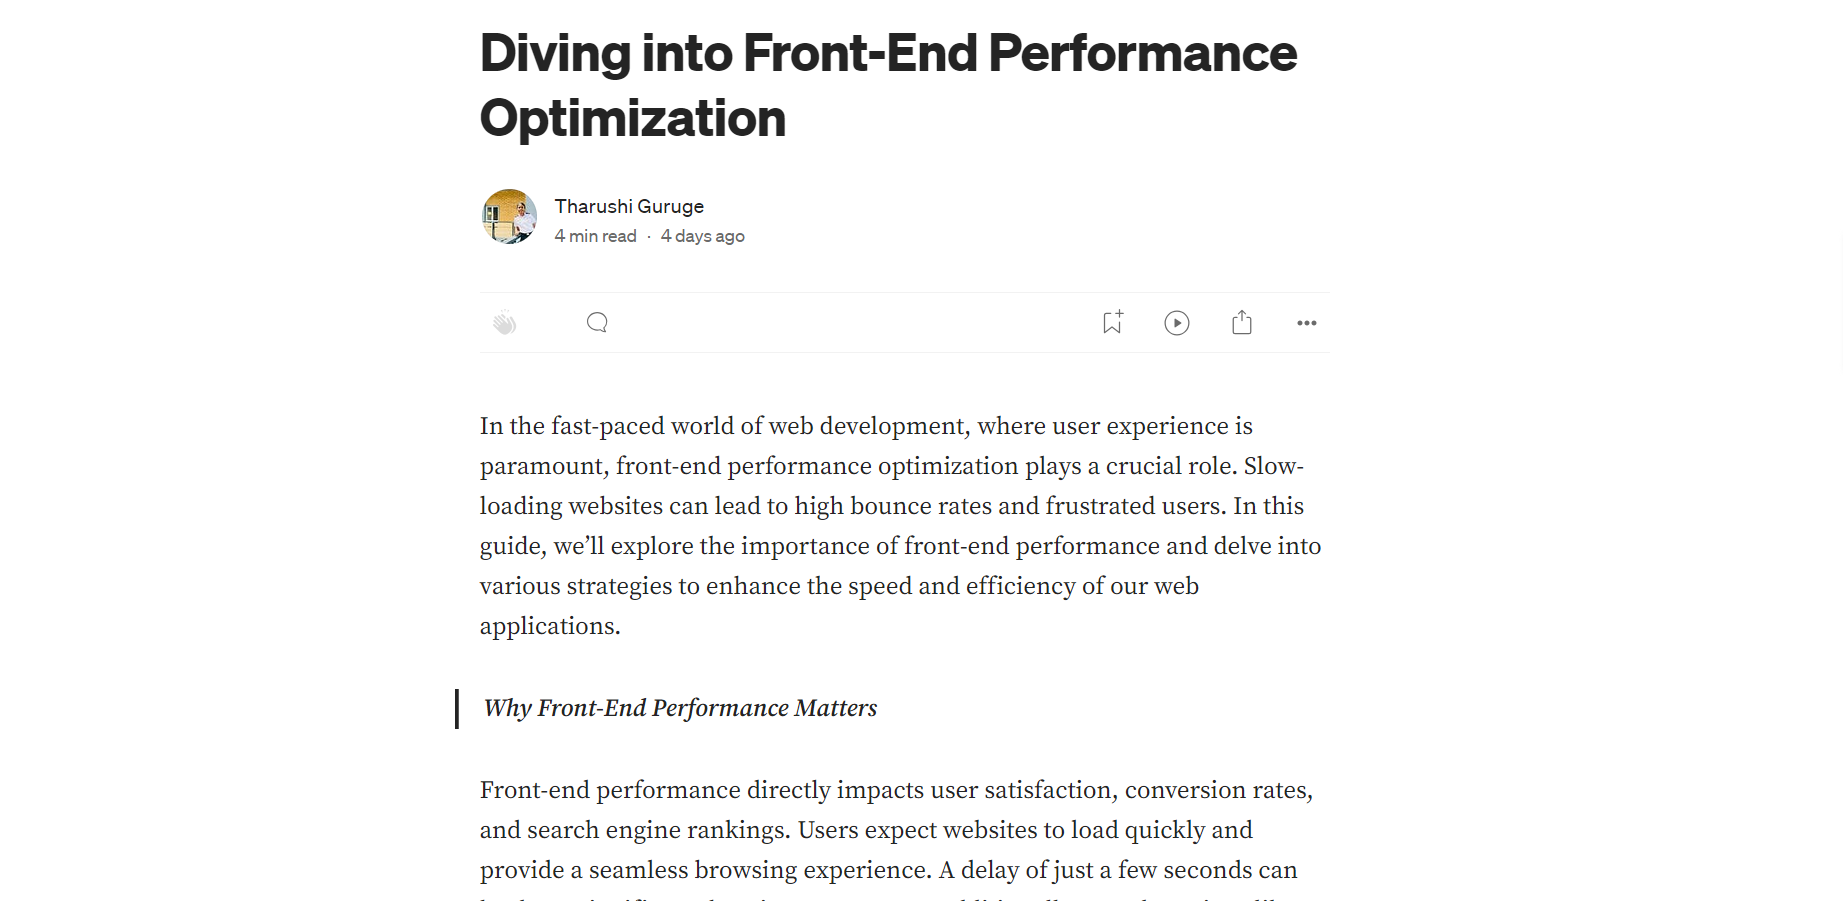 Diving into Front-End Performance
Optimization
Tharushi Guruge
4 min read · 4 days ago
In the fast-paced world of web development, where user experience is
paramount, front-end performance optimization plays a crucial role. Slow-
loading websites can lead to high bounce rates and frustrated users. In this
guide, we’ll explore the importance of front-end performance and delve into
various strategies to enhance the speed and efficiency of our web
applications.
Why Front-End Performance Matters
Front-end performance directly impacts user satisfaction, conversion rates,
and search engine rankings. Users expect websites to load quickly and
provide a seamless browsing experience. A delay of just a few seconds can